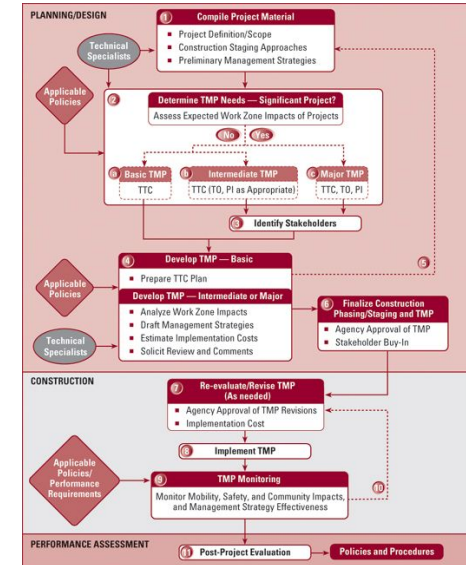 PLANNING/DESIGN
1 Compile Project Material
▪ Project Definition/Scope
▪ Construction Staging Approaches
▪ Preliminary Management Strategies
Technical
Specialists
Applicable
Policies
2 Determine TMP Needs — Significant Project?
Assess Expected Work Zone Impacts of Projects
No Yes
a Basic TMP
TTC
b Intermediate TMP
TTC (TO, PI as Appropriate)
c Major TMP
TTC, TO, PI
3 Identify Stakeholders
4 Develop TMP — Basic
▪ Prepare TTC Plan
5
Applicable
Policies
Develop TMP — Intermediate or Major
▪ Analyze Work Zone Impacts
▪ Draft Management Strategies
▪ Estimate Implementation Costs
▪ Solicit Review and Comments
Technical
Specialists
6 Finalize Construction
Phasing/Staging and TMP
▪ Agency Approval of TMP
▪ Stakeholder Buy-In
CONSTRUCTION
7 Re-evaluate/Revise TMP
(As needed)
▪ Agency Approval of TMP Revisions
▪ Implementation Cost
8 Implement TMP
Applicable
Policies/
Performance
Requirements
9 TMP Monitoring
Monitor Mobility, Safety, and Community Impacts,
and Management Strategy Effectiveness
10
PERFORMANCE ASSESSMENT
11 Post-Project Evaluation
Policies and Procedures